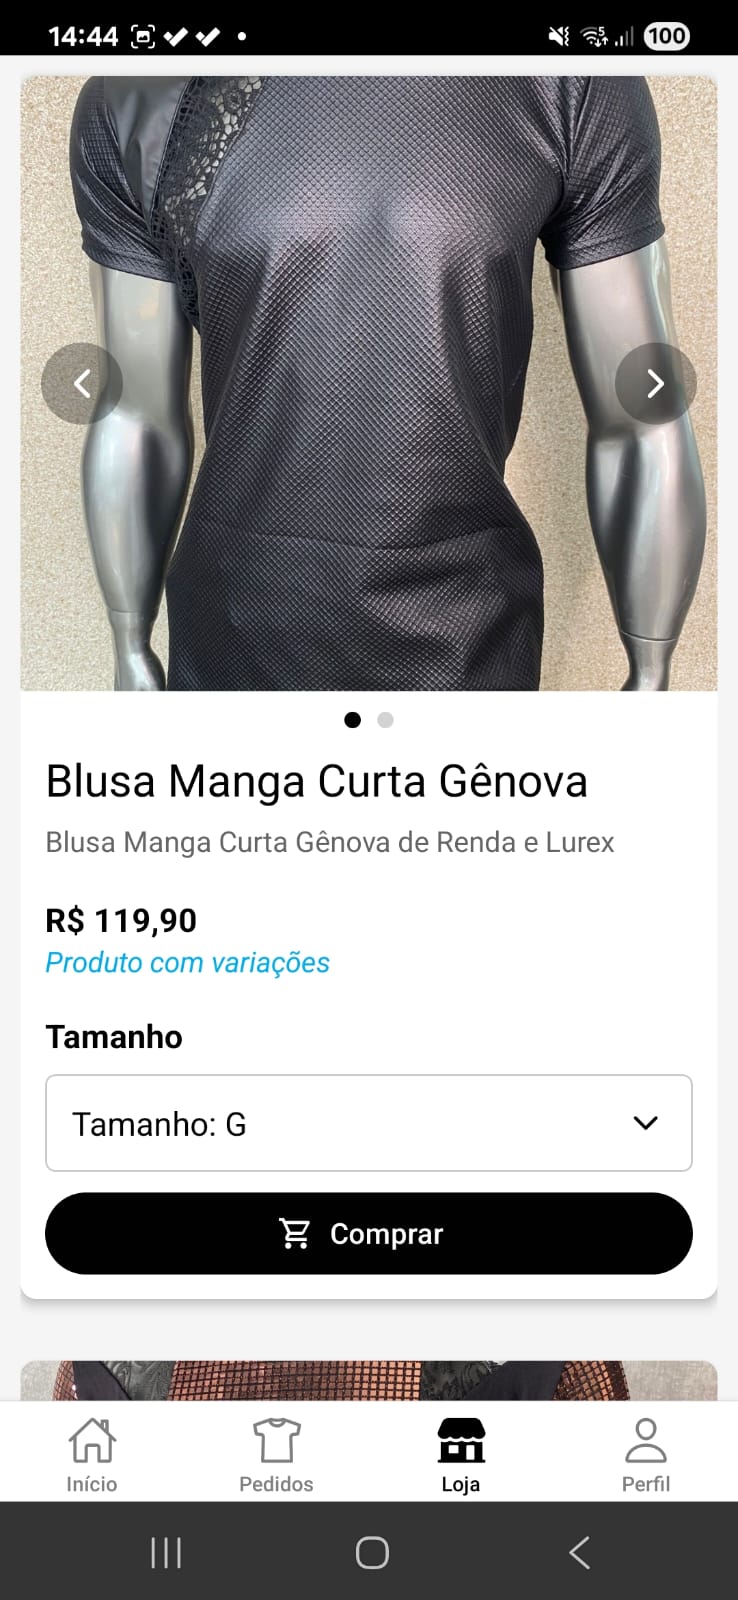 14:44
100
Blusa Manga Curta Gênova
Blusa Manga Curta Gênova de Renda e Lurex
R$ 119,90
Produto com variações
Tamanho
Tamanho: G
Comprar
Início Pedidos Loja Perfil